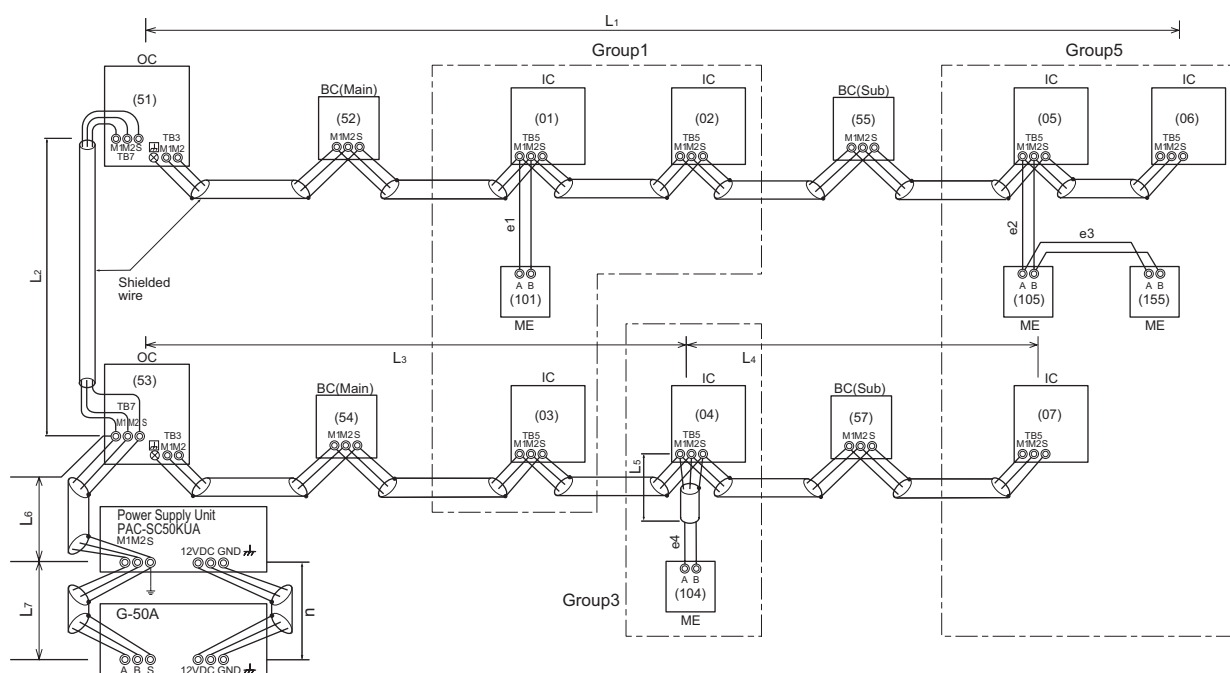 L1
Group1
Group5
OC
IC
IC
IC
IC
BC(Main)
BC(Sub)
(51)
(52)
(01)
(02)
(55)
(05)
(06)
TB3
M1M2S
M1M2
TB7
M1M2S
TB5
M1M2S
TB5
M1M2S
M1M2S
TB5
M1M2S
TB5
M1M2S
e1
e2
e3
L2
Shielded
wire
A B
(101)
ME
A B
(105)
ME
A B
(155)
ME
L3
L4
OC
IC
IC
IC
BC(Main)
BC(Sub)
(53)
(54)
(03)
(04)
(57)
(07)
TB7
M1M2 S
TB3
M1M2
M1M2S
TB5
M1M2S
TB5
M1M2S
M1M2S
TB5
M1M2S
L5
L6
Power Supply Unit
PAC-SC50KUA
M1M2S
12VDC GND
e4
L7
n
G-50A
A B S
12VDC GND
Group3
A B
(104)
ME